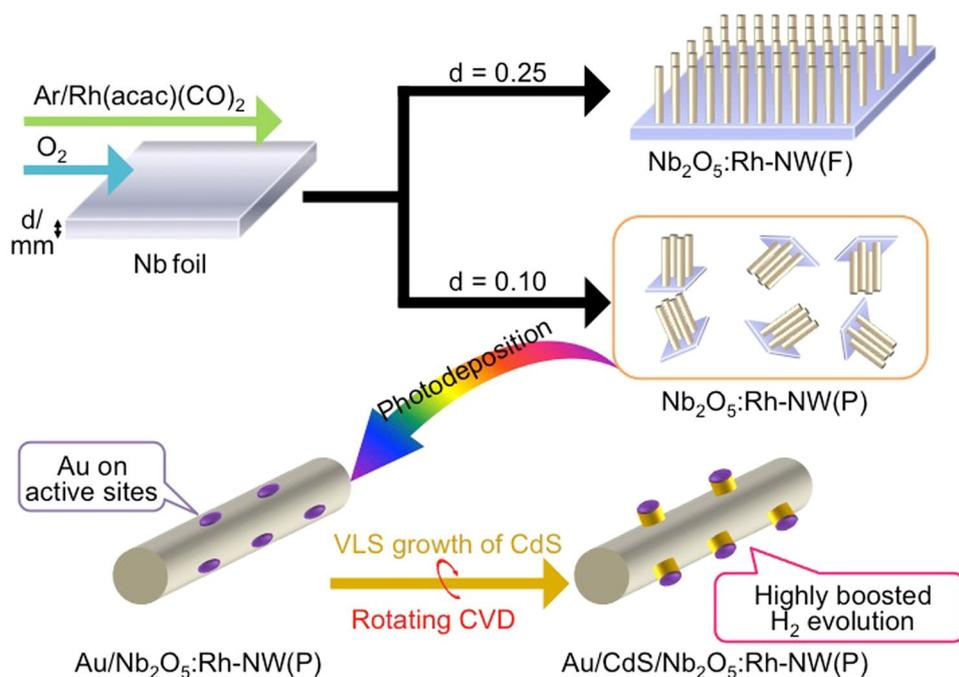 Ar/Rh(acac)(CO)₂
O₂
d/
mm
Nb foil
d = 0.25
Nb₂O₅:Rh-NW(F)
d = 0.10
Nb₂O₅:Rh-NW(P)
Photodeposition
Au on
active sites
VLS growth of CdS
Rotating CVD
Highly boosted
H₂ evolution
Au/Nb₂O₅:Rh-NW(P)
Au/CdS/Nb₂O₅:Rh-NW(P)